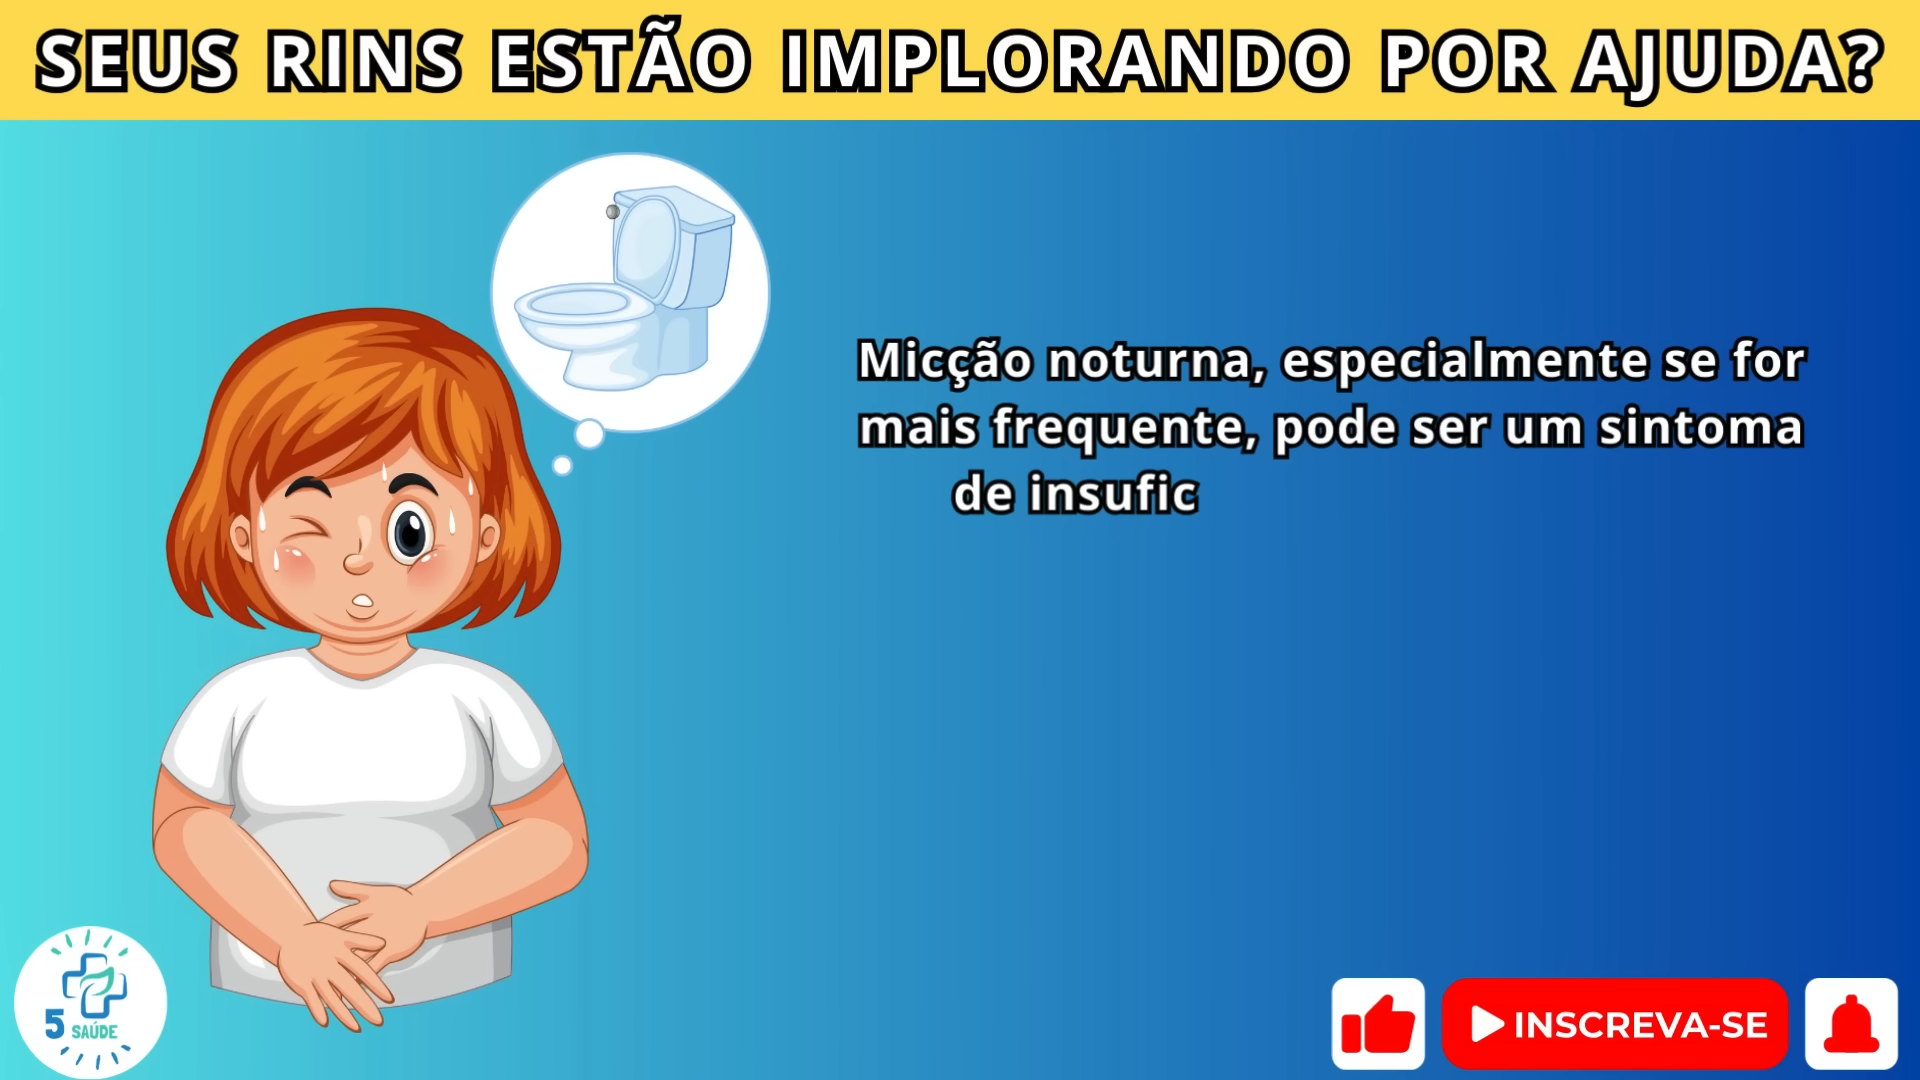 SEUS RINS ESTÃO IMPLORANDO POR AJUDA?
Micção noturna, especialmente se for
mais frequente, pode ser um sintoma
de insufic
5 SAÚDE
INSCREVA-SE